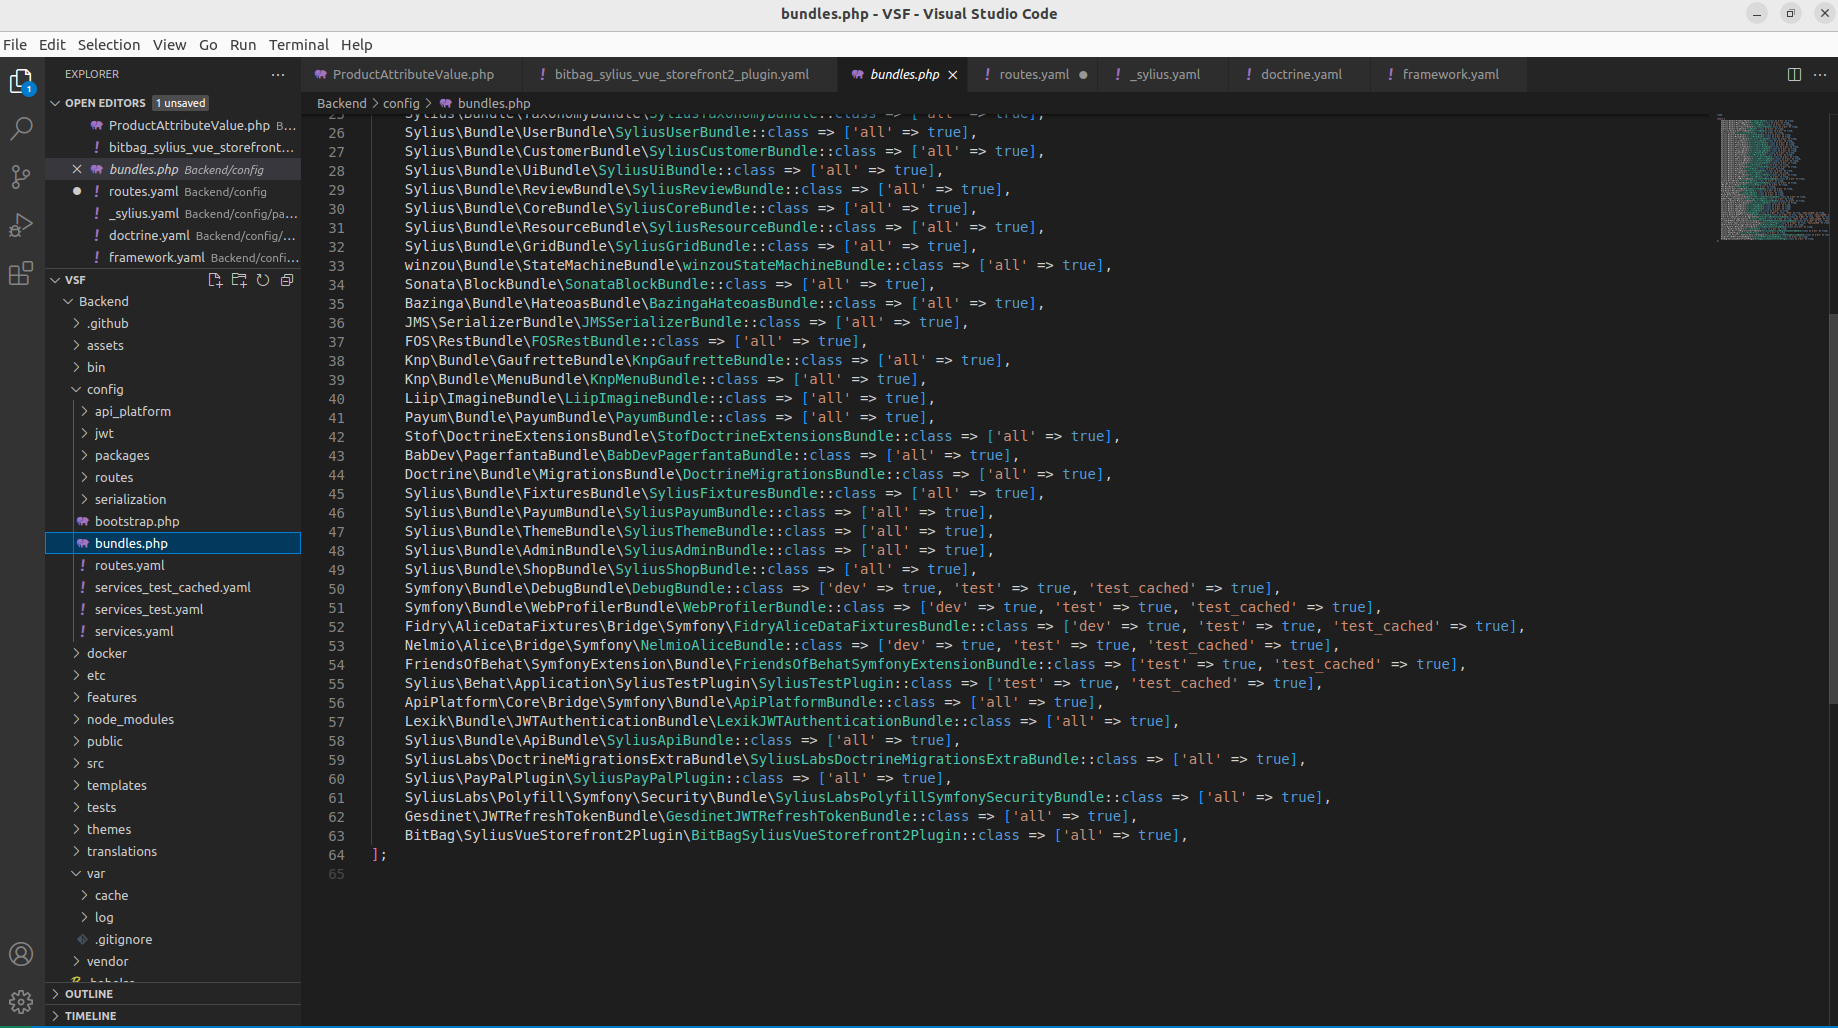 bundles.php - VSF - Visual Studio Code
File Edit Selection View Go Run Terminal Help
EXPLORER
OPEN EDITORS 1 unsaved
ProductAttributeValue.php B...
bitbag_sylius_vue_storefront...
bundles.php Backend/config
routes.yaml Backend/config
_sylius.yaml Backend/config/pa...
doctrine.yaml Backend/config/...
framework.yaml Backend/confi...
VSF
Backend
.github
assets
bin
config
api_platform
jwt
packages
routes
serialization
bootstrap.php
bundles.php
routes.yaml
services_test_cached.yaml
services_test.yaml
services.yaml
docker
etc
features
node_modules
public
src
templates
tests
themes
translations
var
cache
log
.gitignore
vendor
OUTLINE
TIMELINE
1
ProductAttributeValue.php bitbag_sylius_vue_storefront2_plugin.yaml bundles.php routes.yaml _sylius.yaml doctrine.yaml framework.yaml
Backend > config > bundles.php
25 Sylius\Bundle\TaxonomyBundle\SyliusTaxonomyBundle::class => ['all' => true],
26 Sylius\Bundle\UserBundle\SyliusUserBundle::class => ['all' => true],
27 Sylius\Bundle\CustomerBundle\SyliusCustomerBundle::class => ['all' => true],
28 Sylius\Bundle\UiBundle\SyliusUiBundle::class => ['all' => true],
29 Sylius\Bundle\ReviewBundle\SyliusReviewBundle::class => ['all' => true],
30 Sylius\Bundle\CoreBundle\SyliusCoreBundle::class => ['all' => true],
31 Sylius\Bundle\ResourceBundle\SyliusResourceBundle::class => ['all' => true],
32 Sylius\Bundle\GridBundle\SyliusGridBundle::class => ['all' => true],
33 winzou\Bundle\StateMachineBundle\winzouStateMachineBundle::class => ['all' => true],
34 Sonata\BlockBundle\SonataBlockBundle::class => ['all' => true],
35 Bazinga\Bundle\HateoasBundle\BazingaHateoasBundle::class => ['all' => true],
36 JMS\SerializerBundle\JMSSerializerBundle::class => ['all' => true],
37 FOS\RestBundle\FOSRestBundle::class => ['all' => true],
38 Knp\Bundle\GaufretteBundle\KnpGaufretteBundle::class => ['all' => true],
39 Knp\Bundle\MenuBundle\KnpMenuBundle::class => ['all' => true],
40 Liip\ImagineBundle\LiipImagineBundle::class => ['all' => true],
41 Payum\Bundle\PayumBundle\PayumBundle::class => ['all' => true],
42 Stof\DoctrineExtensionsBundle\StofDoctrineExtensionsBundle::class => ['all' => true],
43 BabDev\PagerfantaBundle\BabDevPagerfantaBundle::class => ['all' => true],
44 Doctrine\Bundle\MigrationsBundle\DoctrineMigrationsBundle::class => ['all' => true],
45 Sylius\Bundle\FixturesBundle\SyliusFixturesBundle::class => ['all' => true],
46 Sylius\Bundle\PayumBundle\SyliusPayumBundle::class => ['all' => true],
47 Sylius\Bundle\ThemeBundle\SyliusThemeBundle::class => ['all' => true],
48 Sylius\Bundle\AdminBundle\SyliusAdminBundle::class => ['all' => true],
49 Sylius\Bundle\ShopBundle\SyliusShopBundle::class => ['all' => true],
50 Symfony\Bundle\DebugBundle\DebugBundle::class => ['dev' => true, 'test' => true, 'test_cached' => true],
51 Symfony\Bundle\WebProfilerBundle\WebProfilerBundle::class => ['dev' => true, 'test' => true, 'test_cached' => true],
52 Fidry\AliceDataFixtures\Bridge\Symfony\FidryAliceDataFixturesBundle::class => ['dev' => true, 'test' => true, 'test_cached' => true],
53 Nelmio\Alice\Bridge\Symfony\NelmioAliceBundle::class => ['dev' => true, 'test' => true, 'test_cached' => true],
54 FriendsOfBehat\SymfonyExtension\Bundle\FriendsOfBehatSymfonyExtensionBundle::class => ['test' => true, 'test_cached' => true],
55 Sylius\Behat\Application\SyliusTestPlugin\SyliusTestPlugin::class => ['test' => true, 'test_cached' => true],
56 ApiPlatform\Core\Bridge\Symfony\Bundle\ApiPlatformBundle::class => ['all' => true],
57 Lexik\Bundle\JWTAuthenticationBundle\LexikJWTAuthenticationBundle::class => ['all' => true],
58 Sylius\Bundle\ApiBundle\SyliusApiBundle::class => ['all' => true],
59 SyliusLabs\DoctrineMigrationsExtraBundle\SyliusLabsDoctrineMigrationsExtraBundle::class => ['all' => true],
60 Sylius\PayPalPlugin\SyliusPayPalPlugin::class => ['all' => true],
61 SyliusLabs\Polyfill\Symfony\Security\Bundle\SyliusLabsPolyfillSymfonySecurityBundle::class => ['all' => true],
62 Gesdinet\JWTRefreshTokenBundle\GesdinetJWTRefreshTokenBundle::class => ['all' => true],
63 BitBag\SyliusVueStorefront2Plugin\BitBagSyliusVueStorefront2Plugin::class => ['all' => true],
64 ];
65